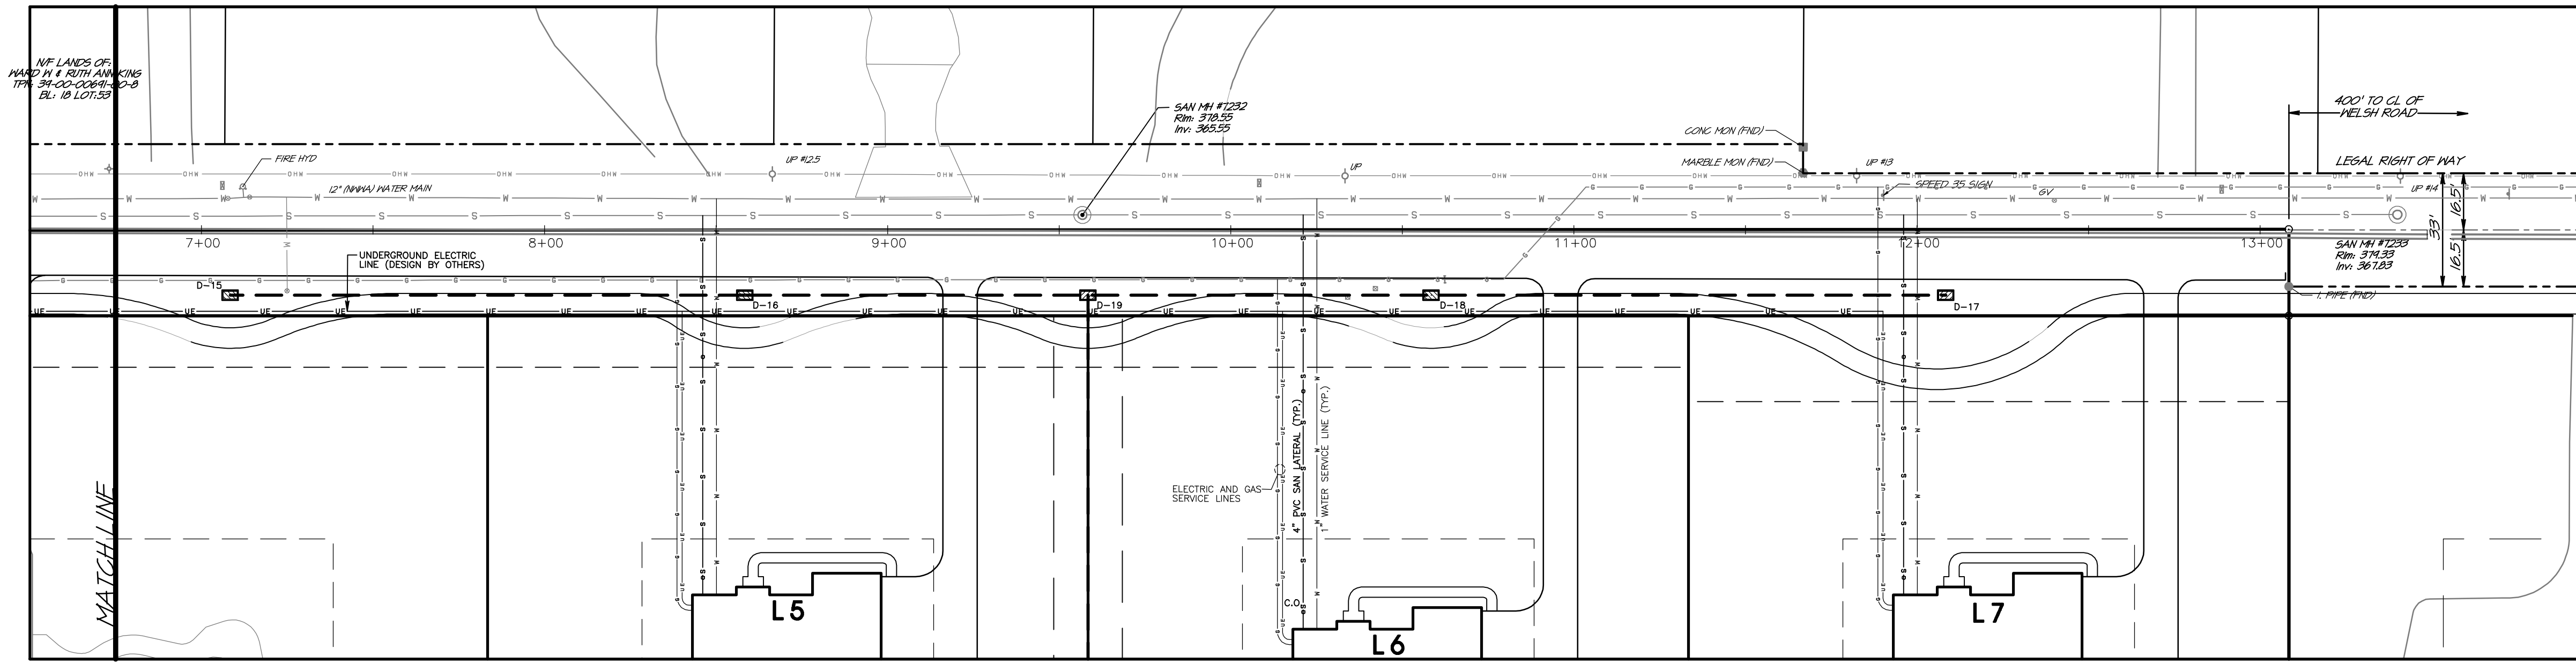 N/F LANDS OF:
WARD W & RUTH ANN KING
TPN: 34-00-00641-00-8
BL: 18 LOT:53
SAN MH #7232
Rim: 378.55
Inv: 365.55
CONC MON (FND)
MARBLE MON (FND)
400' TO CL OF
WELSH ROAD
LEGAL RIGHT OF WAY
FIRE HYD
12" (NWWA) WATER MAIN
UP #12.5
UP
UP #13
SPEED 35 SIGN
GV
UP #14
16.5'
33'
16.5'
7+00
8+00
9+00
10+00
11+00
12+00
13+00
SAN MH #7233
Rim: 379.33
Inv: 367.83
I. PIPE (FND)
UNDERGROUND ELECTRIC
LINE (DESIGN BY OTHERS)
D-15
D-16
D-19
D-18
D-17
MATCH LINE
ELECTRIC AND GAS
SERVICE LINES
4" PVC SAN LATERAL (TYP.)
1" WATER SERVICE LINE (TYP.)
C.O.
L5
L6
L7